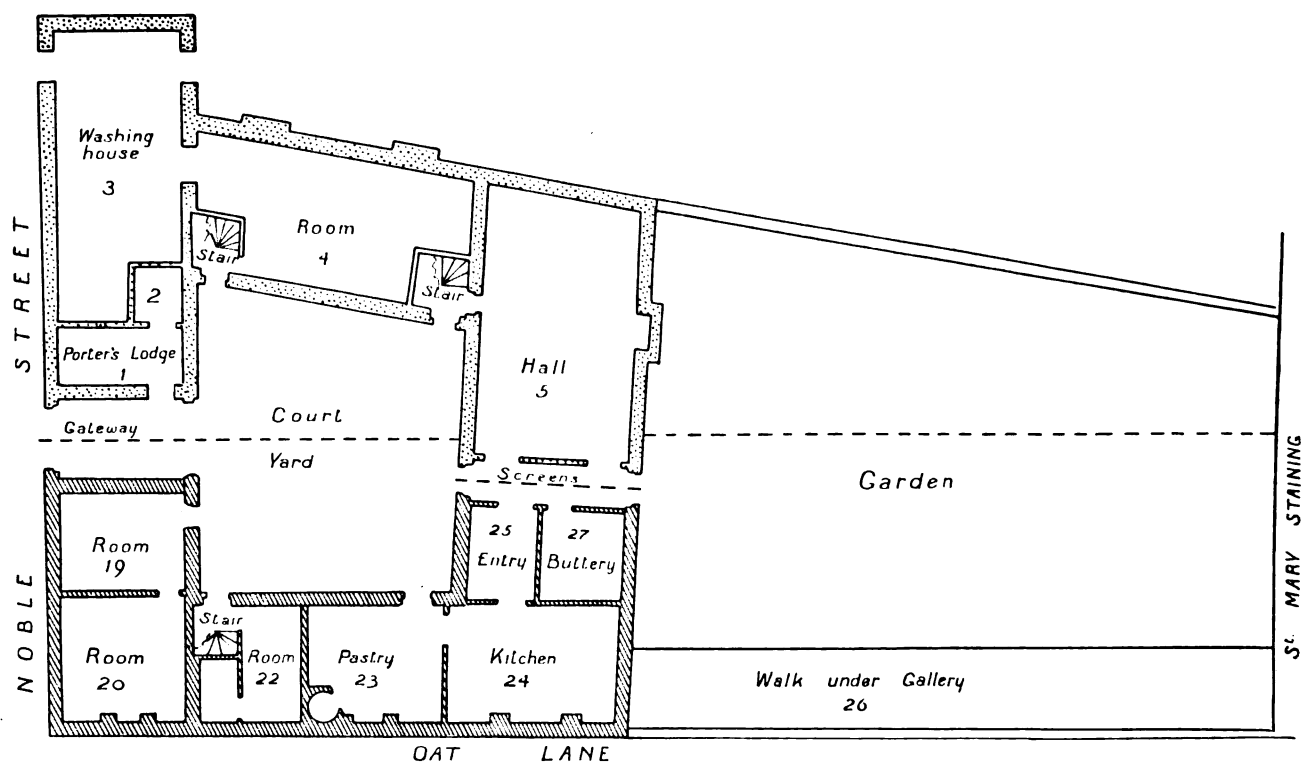 Washing
house
3
Room
4
Stair
Stair
2
Porter's Lodge
1
Hall
5
Court
Gateway
Yard
Screens
Garden
25
Entry
27
Buttery
Room
19
Stair
Room
20
Room
22
Pastry
23
Kitchen
24
Walk under Gallery
26
NOBLE STREET
OAT LANE
St. MARY STAINING